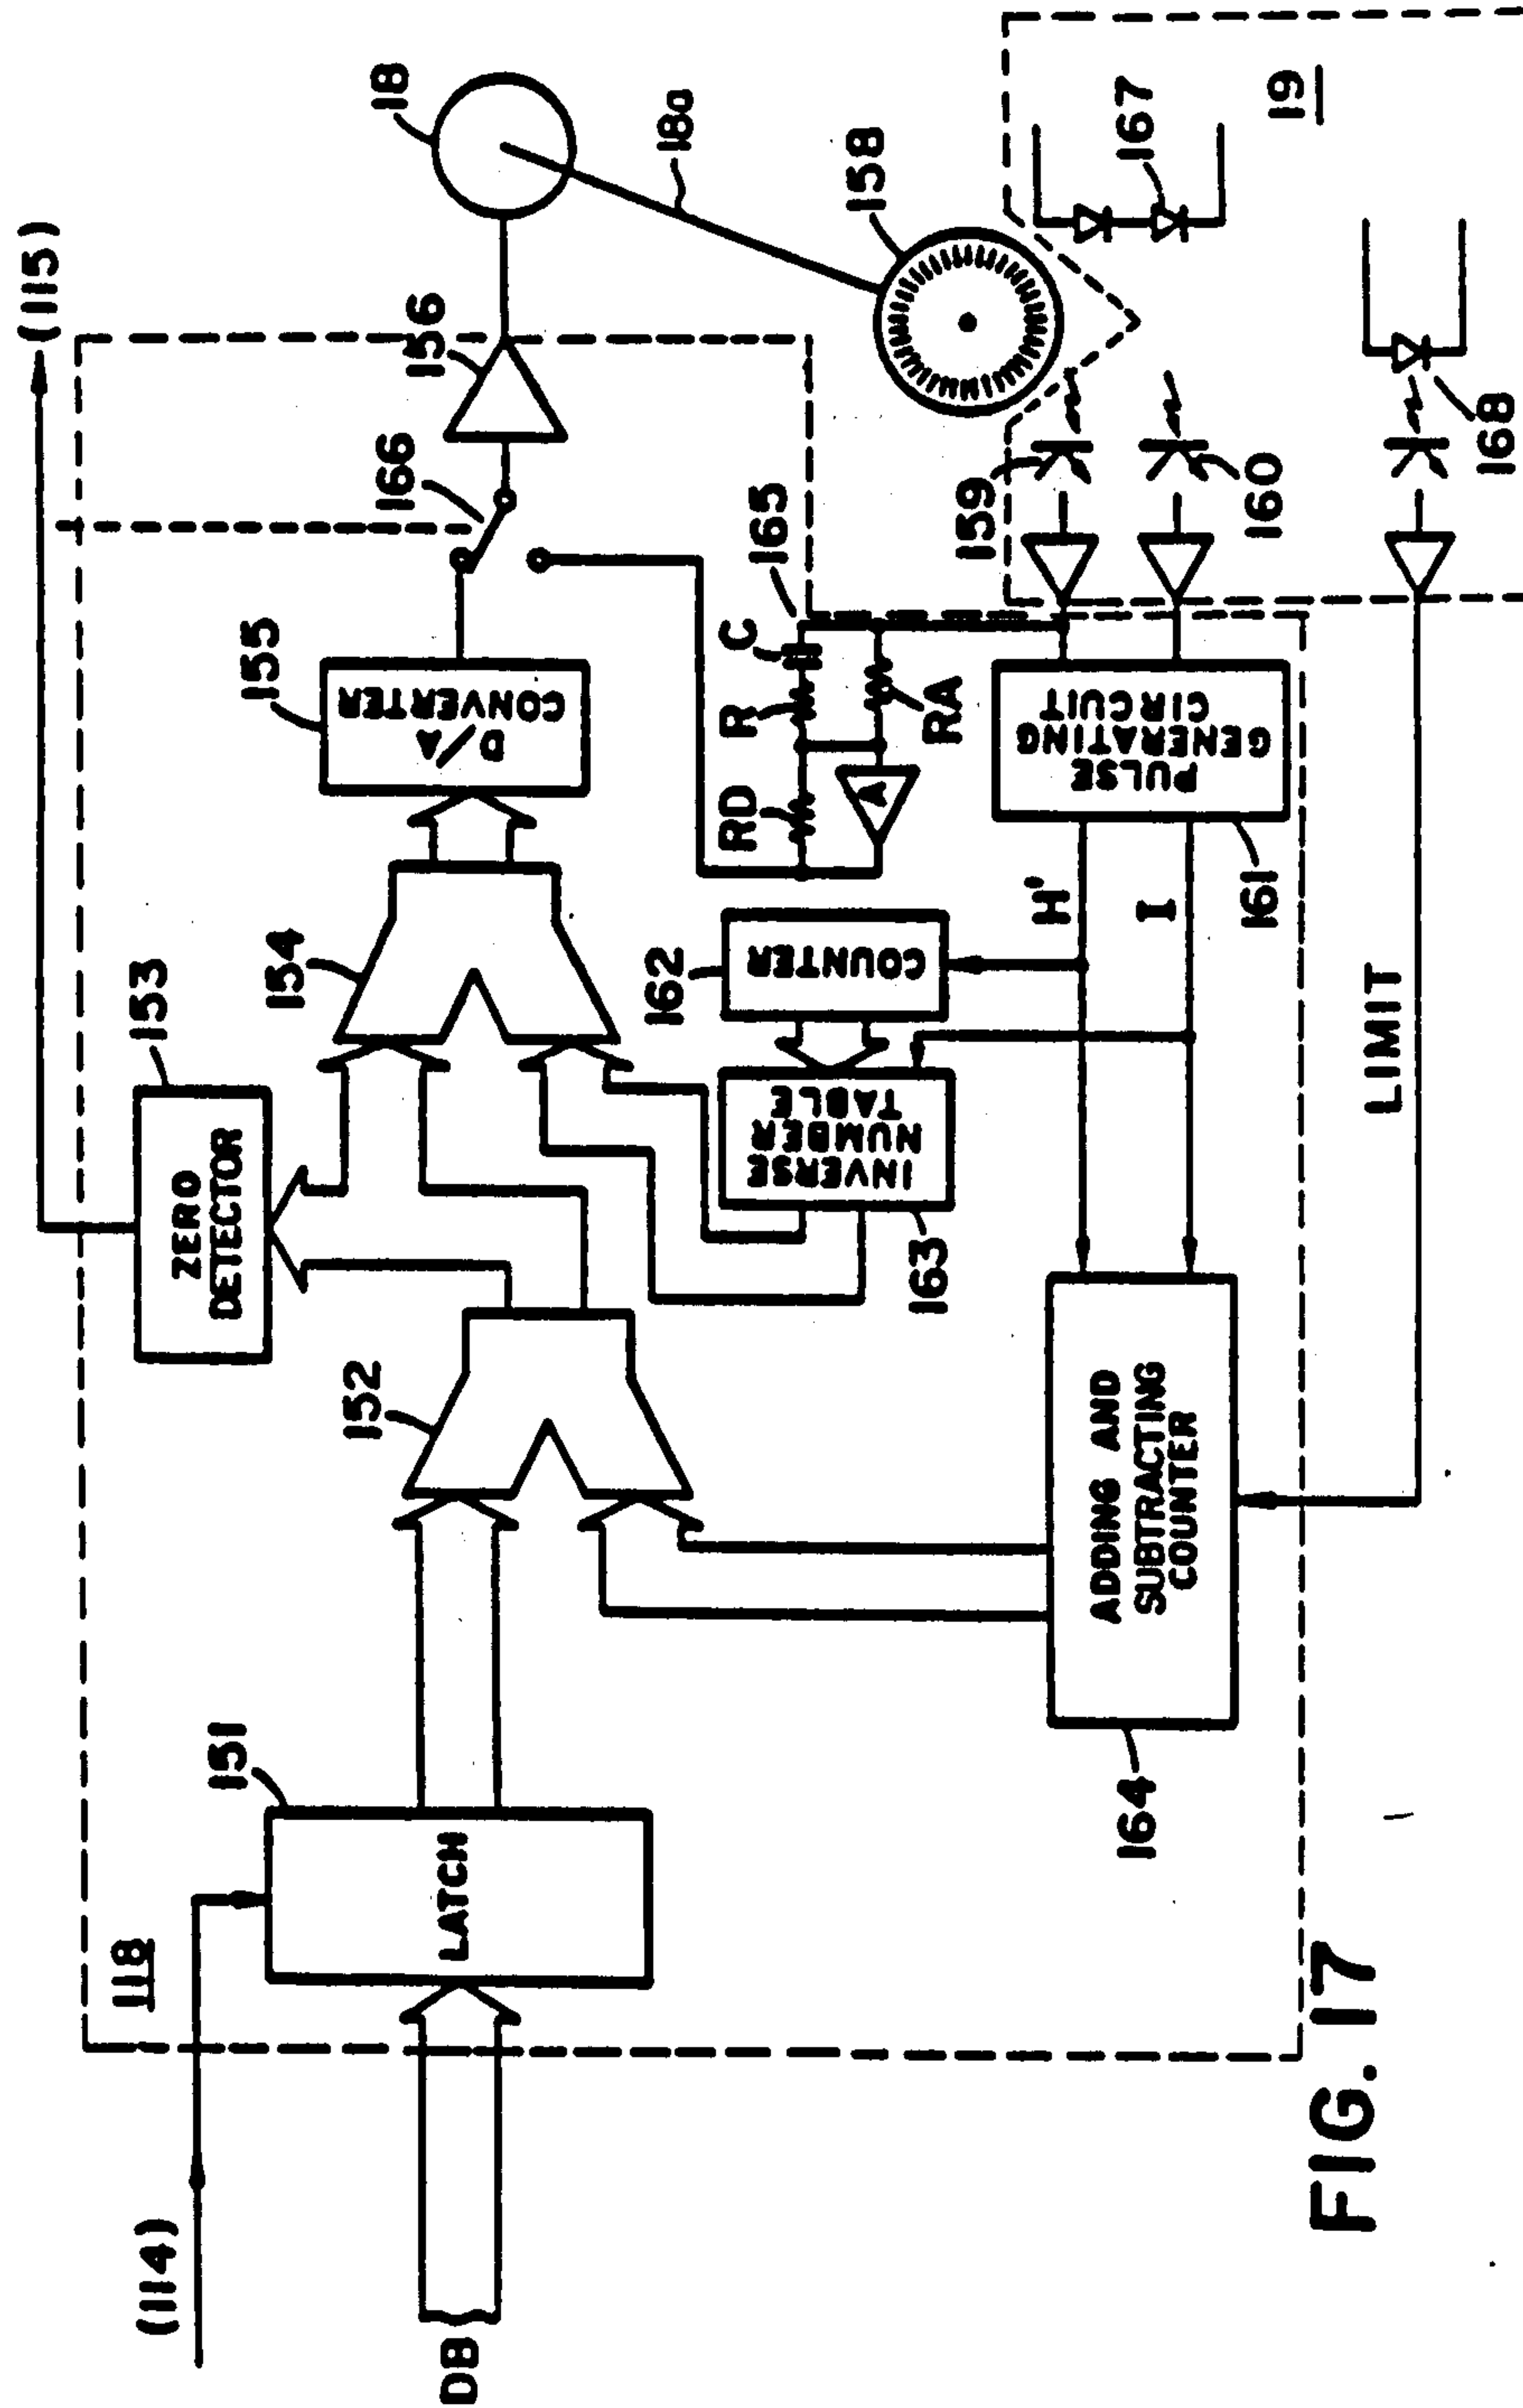 (114)
DB
118
LATCH
151
152
ZERO
DETECTOR
153
(115)
154
D/A
CONVERTER
155
166
156
18
18a
158
INVERSE
NUMBER
TABLE
163
COUNTER
162
RD
R
C
A
RA
165
H'
I
PULSE
GENERATING
CIRCUIT
161
159
160
167
19
168
LIMIT
ADDING AND
SUBTRACTING
COUNTER
164
FIG. 17